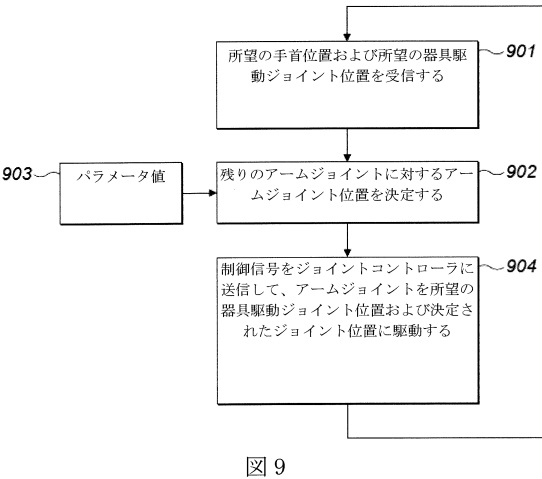 所望の手首位置および所望の器具駆
動ジョイント位置を受信する
901
903
パラメータ値
残りのアームジョイントに対するアー
ムジョイント位置を決定する
902
制御信号をジョイントコントローラに
送信して、アームジョイントを所望の
器具駆動ジョイント位置および決定さ
れたジョイント位置に駆動する
904
図9